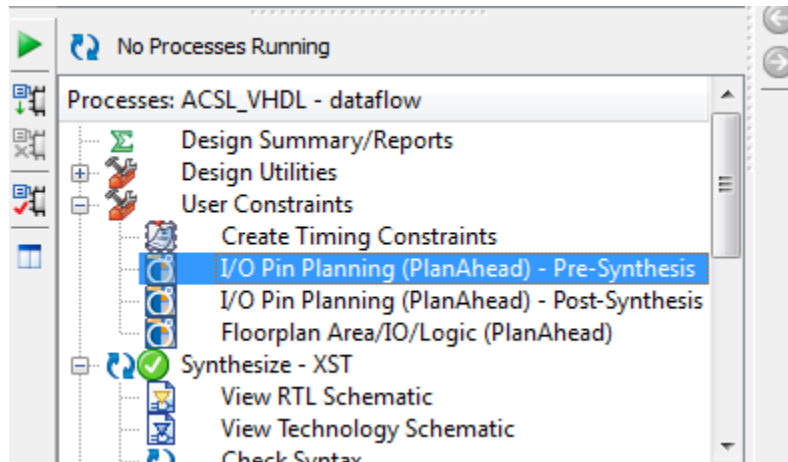 No Processes Running
Processes: ACSL_VHDL - dataflow
Design Summary/Reports
Design Utilities
User Constraints
Create Timing Constraints
I/O Pin Planning (PlanAhead) - Pre-Synthesis
I/O Pin Planning (PlanAhead) - Post-Synthesis
Floorplan Area/IO/Logic (PlanAhead)
Synthesize - XST
View RTL Schematic
View Technology Schematic
Check Syntax